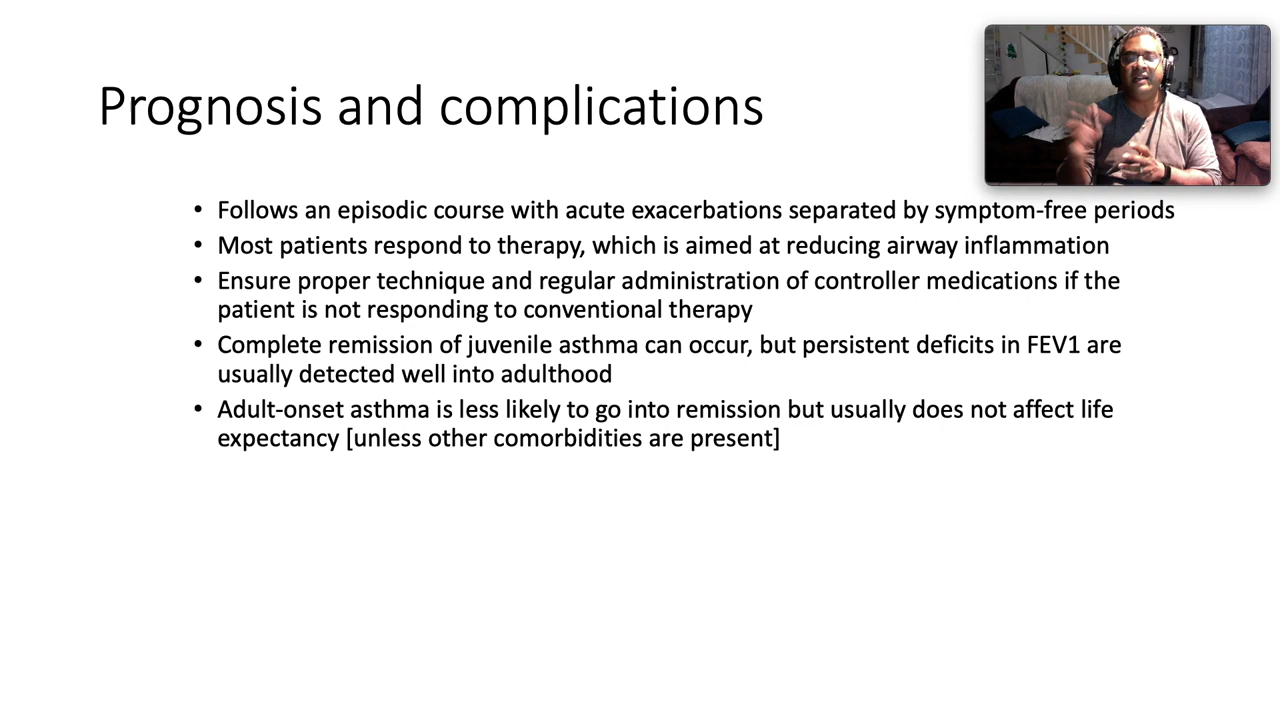 Prognosis and complications
• Follows an episodic course with acute exacerbations separated by symptom-free periods
• Most patients respond to therapy, which is aimed at reducing airway inflammation
• Ensure proper technique and regular administration of controller medications if the
patient is not responding to conventional therapy
• Complete remission of juvenile asthma can occur, but persistent deficits in FEV1 are
usually detected well into adulthood
• Adult-onset asthma is less likely to go into remission but usually does not affect life
expectancy [unless other comorbidities are present]